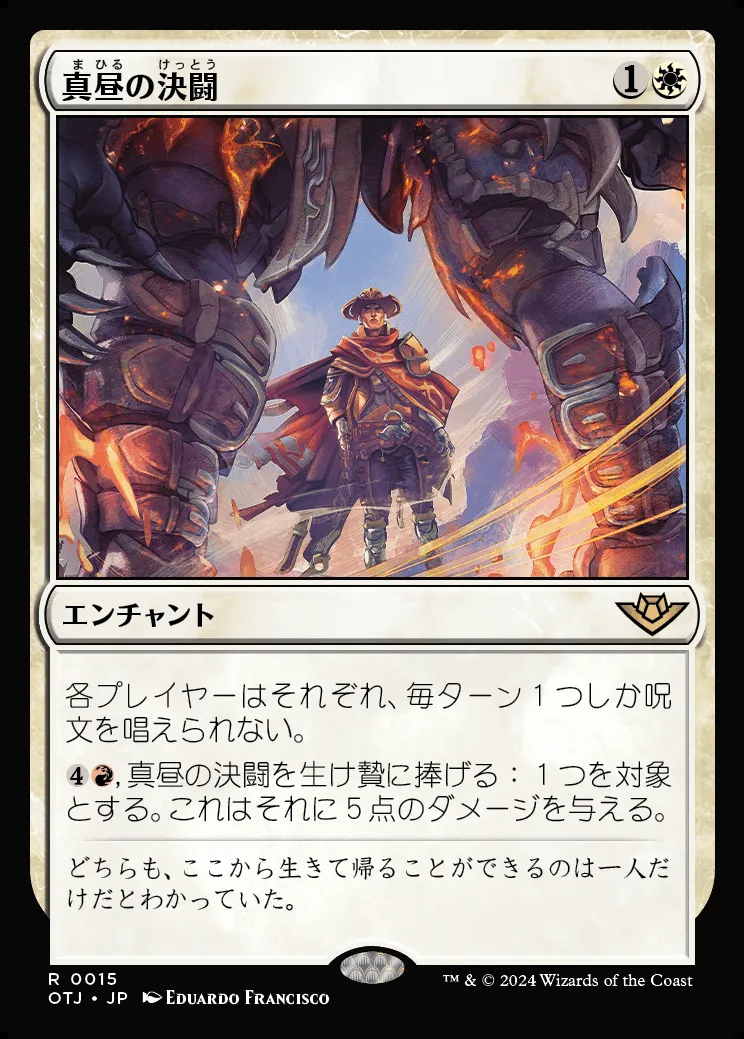 まひる けっとう
真昼の決闘 1
エンチャント
各プレイヤーはそれぞれ、毎ターン１つしか呪
文を唱えられない。
4 ,真昼の決闘を生け贄に捧げる：１つを対象
とする。これはそれに５点のダメージを与える。
どちらも、ここから生きて帰ることができるのは一人だ
けだとわかっていた。
R 0015
OTJ • JP EDUARDO FRANCISCO
™ & © 2024 Wizards of the Coast